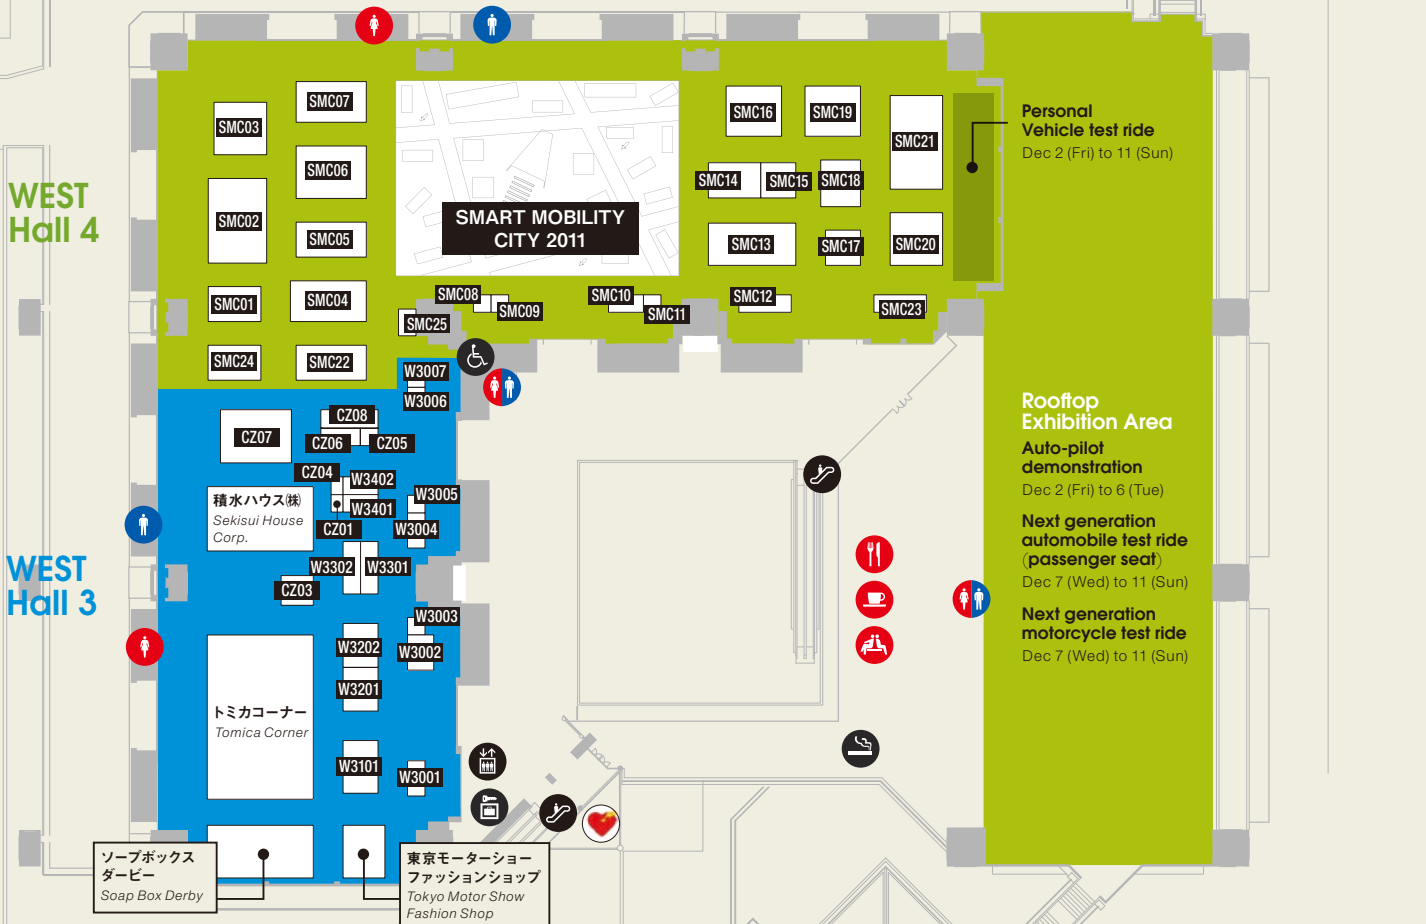 WEST
Hall 4
SMC07
SMC03
SMC06
SMC02
SMC05
SMC01
SMC04
SMC24
SMC22
SMC25
SMART MOBILITY
CITY 2011
SMC08
SMC09
SMC10
SMC11
SMC12
SMC23
SMC16
SMC19
SMC21
SMC14
SMC15
SMC18
SMC13
SMC17
SMC20
Personal
Vehicle test ride
Dec 2 (Fri) to 11 (Sun)
Rooftop
Exhibition Area
Auto-pilot
demonstration
Dec 2 (Fri) to 6 (Tue)
Next generation
automobile test ride
(passenger seat)
Dec 7 (Wed) to 11 (Sun)
Next generation
motorcycle test ride
Dec 7 (Wed) to 11 (Sun)
WEST
Hall 3
W3007
W3006
CZ08
CZ07
CZ06
CZ05
CZ04
W3402
W3401
CZ01
W3005
W3004
積水ハウス㈱
Sekisui House
Corp.
W3302
W3301
CZ03
W3003
W3002
W3202
W3201
トミカコーナー
Tomica Corner
W3101
W3001
ソープボックス
ダービー
Soap Box Derby
東京モーターショー
ファッションショップ
Tokyo Motor Show
Fashion Shop